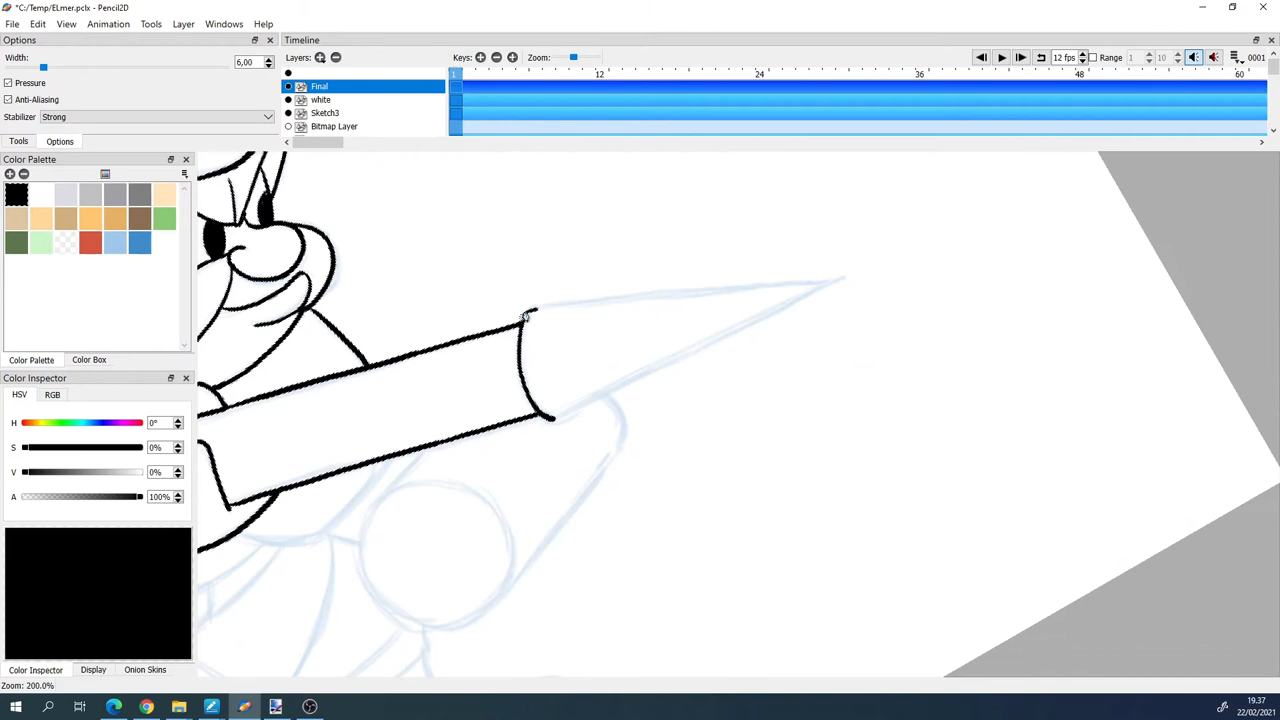 *C:/Temp/ELmer.pclx - Pencil2D
File Edit View Animation Tools Layer Windows Help
Options
Width: 6,00
Pressure
Anti-Aliasing
Stabilizer Strong
Tools Options
Timeline
Layers: Keys: Zoom: 12 fps Range 1 10 0001
1 12 24 36 48 60
Final
white
Sketch3
Bitmap Layer
Color Palette
Color Palette Color Box
Color Inspector
HSV RGB
H 0°
S 0%
V 0%
A 100%
Color Inspector Display Onion Skins
Zoom: 200.0%
19.37
22/02/2021